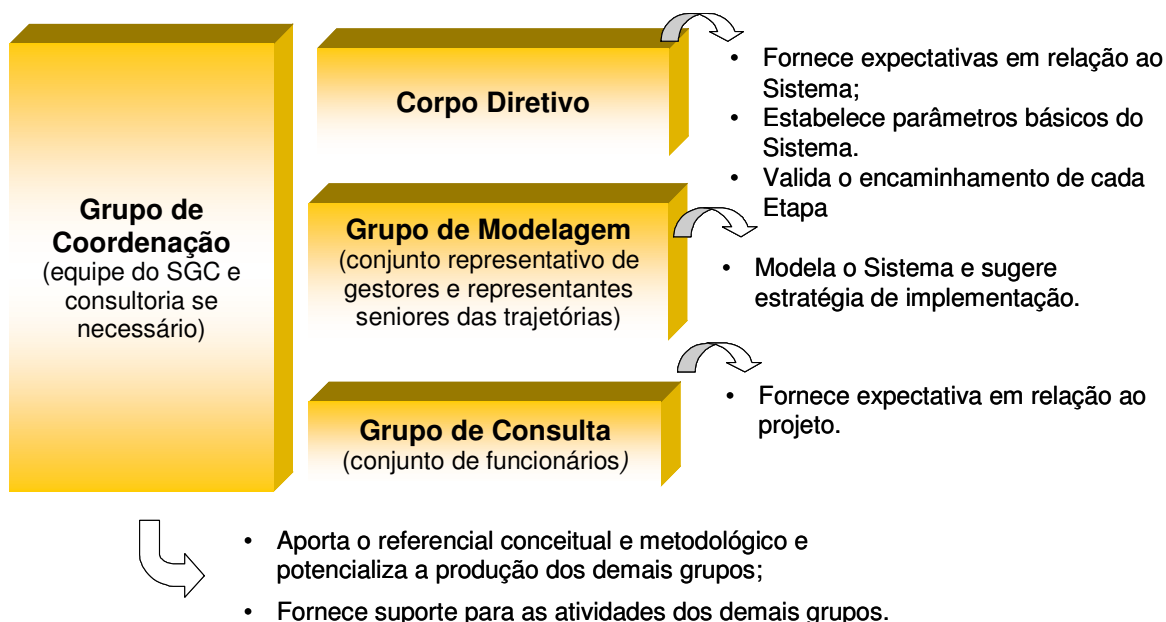 Grupo de
Coordenação
(equipe do SGC e
consultoria se
necessário)
Corpo Diretivo
• Fornece expectativas em relação ao
Sistema;
• Estabelece parâmetros básicos do
Sistema.
• Valida o encaminhamento de cada
Etapa
Grupo de Modelagem
(conjunto representativo de
gestores e representantes
seniores das trajetórias)
• Modela o Sistema e sugere
estratégia de implementação.
Grupo de Consulta
(conjunto de funcionários)
• Fornece expectativa em relação ao
projeto.
• Aporta o referencial conceitual e metodológico e
potencializa a produção dos demais grupos;
• Fornece suporte para as atividades dos demais grupos.